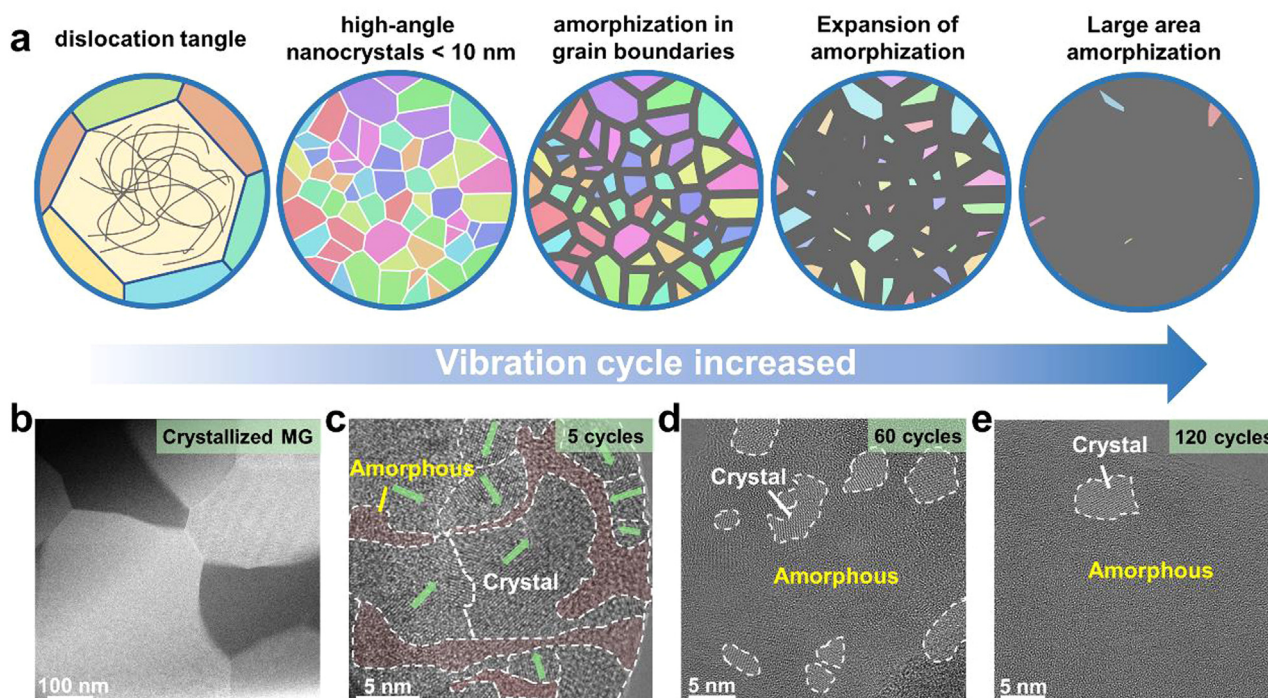 a
dislocation tangle
high-angle
nanocrystals < 10 nm
amorphization in
grain boundaries
Expansion of
amorphization
Large area
amorphization
Vibration cycle increased
b
Crystallized MG
100 nm
c
5 cycles
Amorphous
Crystal
5 nm
d
60 cycles
Crystal
Amorphous
5 nm
e
120 cycles
Crystal
Amorphous
5 nm